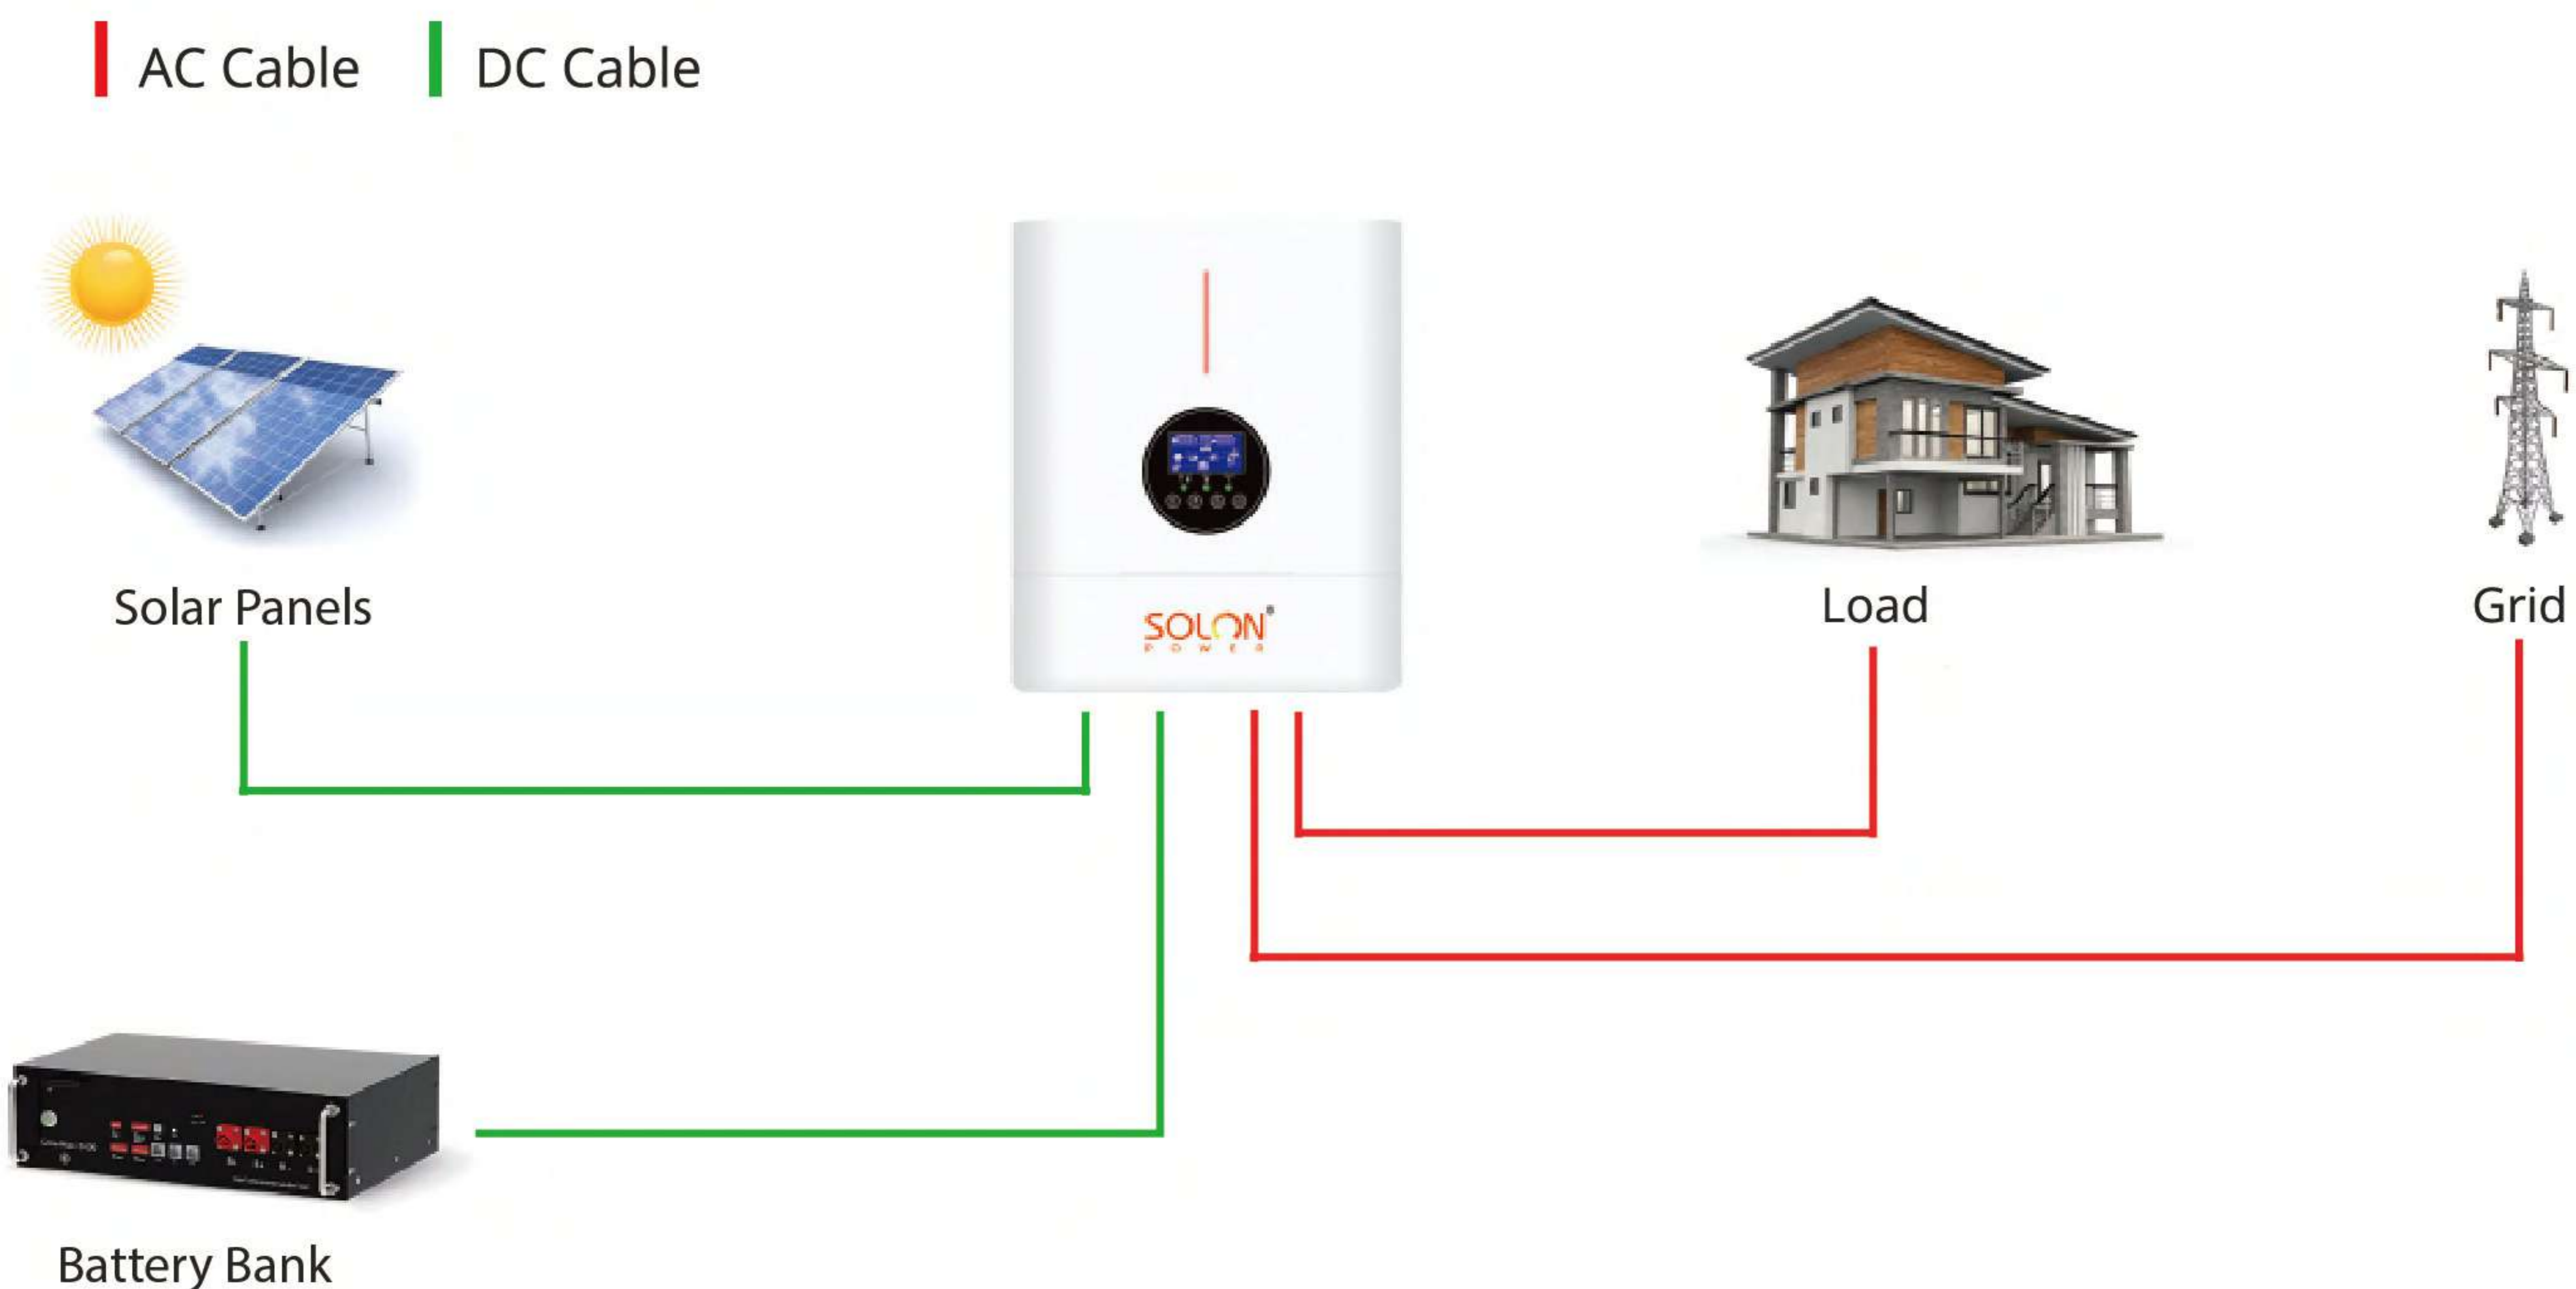 AC Cable
DC Cable
SOLON®
POWER
Solar Panels
Load
Grid
Battery Bank